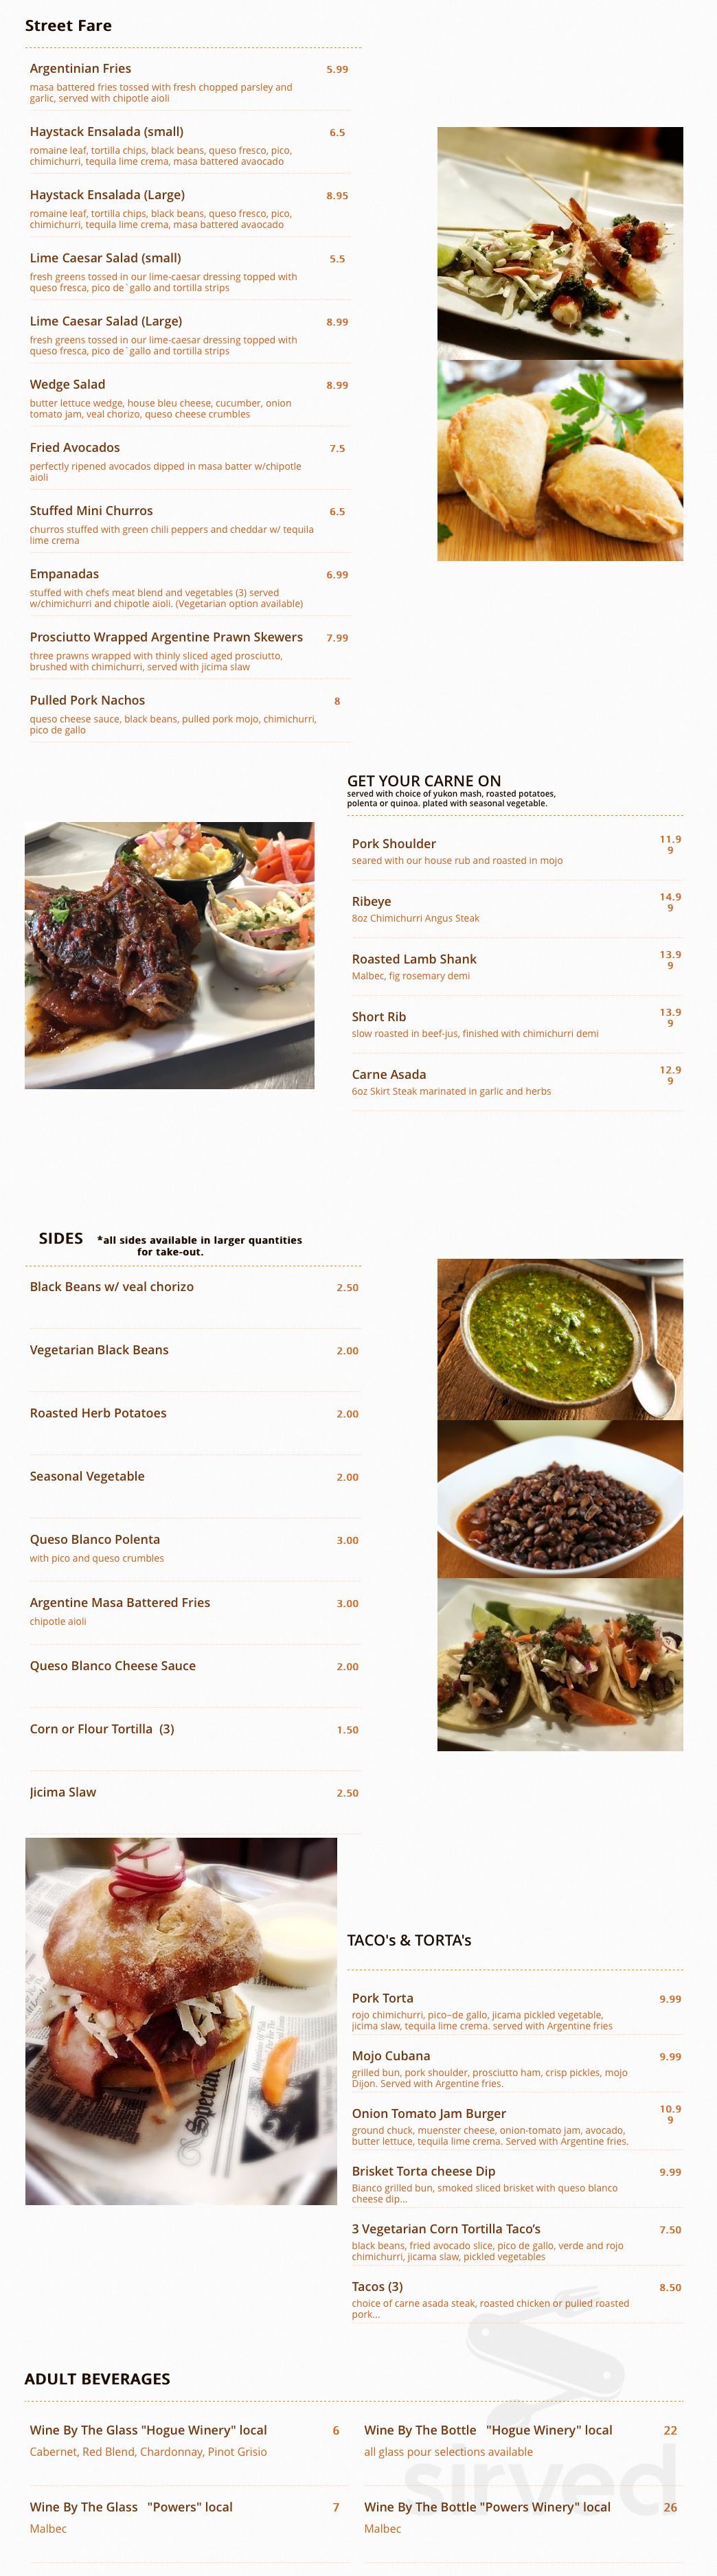 Street Fare
Argentinian Fries 5.99
masa battered fries tossed with fresh chopped parsley and
garlic, served with chipotle aioli
Haystack Ensalada (small) 6.5
romaine leaf, tortilla chips, black beans, queso fresco, pico,
chimichurri, tequila lime crema, masa battered avaocado
Haystack Ensalada (Large) 8.95
romaine leaf, tortilla chips, black beans, queso fresco, pico,
chimichurri, tequila lime crema, masa battered avaocado
Lime Caesar Salad (small) 5.5
fresh greens tossed in our lime-caesar dressing topped with
queso fresca, pico de`gallo and tortilla strips
Lime Caesar Salad (Large) 8.99
fresh greens tossed in our lime-caesar dressing topped with
queso fresca, pico de`gallo and tortilla strips
Wedge Salad 8.99
butter lettuce wedge, house bleu cheese, cucumber, onion
tomato jam, veal chorizo, queso cheese crumbles
Fried Avocados 7.5
perfectly ripened avocados dipped in masa batter w/chipotle
aioli
Stuffed Mini Churros 6.5
churros stuffed with green chili peppers and cheddar w/ tequila
lime crema
Empanadas 6.99
stuffed with chefs meat blend and vegetables (3) served
w/chimichurri and chipotle aioli. (Vegetarian option available)
Prosciutto Wrapped Argentine Prawn Skewers 7.99
three prawns wrapped with thinly sliced aged prosciutto,
brushed with chimichurri, served with jicima slaw
Pulled Pork Nachos 8
queso cheese sauce, black beans, pulled pork mojo, chimichurri,
pico de gallo
GET YOUR CARNE ON
served with choice of yukon mash, roasted potatoes,
polenta or quinoa. plated with seasonal vegetable.
Pork Shoulder 11.9
9
seared with our house rub and roasted in mojo
Ribeye 14.9
9
8oz Chimichurri Angus Steak
Roasted Lamb Shank 13.9
9
Malbec, fig rosemary demi
Short Rib 13.9
9
slow roasted in beef-jus, finished with chimichurri demi
Carne Asada 12.9
9
6oz Skirt Steak marinated in garlic and herbs
SIDES *all sides available in larger quantities
for take-out.
Black Beans w/ veal chorizo 2.50
Vegetarian Black Beans 2.00
Roasted Herb Potatoes 2.00
Seasonal Vegetable 2.00
Queso Blanco Polenta 3.00
with pico and queso crumbles
Argentine Masa Battered Fries 3.00
chipotle aioli
Queso Blanco Cheese Sauce 2.00
Corn or Flour Tortilla (3) 1.50
Jicima Slaw 2.50
Special
TACO's & TORTA's
Pork Torta 9.99
rojo chimichurri, pico–de gallo, jicama pickled vegetable,
jicima slaw, tequila lime crema. served with Argentine fries
Mojo Cubana 9.99
grilled bun, pork shoulder, prosciutto ham, crisp pickles, mojo
Dijon. Served with Argentine fries.
Onion Tomato Jam Burger 10.9
9
ground chuck, muenster cheese, onion-tomato jam, avocado,
butter lettuce, tequila lime crema. Served with Argentine fries.
Brisket Torta cheese Dip 9.99
Bianco grilled bun, smoked sliced brisket with queso blanco
cheese dip...
3 Vegetarian Corn Tortilla Taco’s 7.50
black beans, fried avocado slice, pico de gallo, verde and rojo
chimichurri, jicama slaw, pickled vegetables
Tacos (3) 8.50
choice of carne asada steak, roasted chicken or pulled roasted
pork...
ADULT BEVERAGES
Wine By The Glass "Hogue Winery" local 6
Cabernet, Red Blend, Chardonnay, Pinot Grisio
Wine By The Bottle "Hogue Winery" local 22
all glass pour selections available
sirved
Wine By The Glass "Powers" local 7
Malbec
Wine By The Bottle "Powers Winery" local 26
Malbec